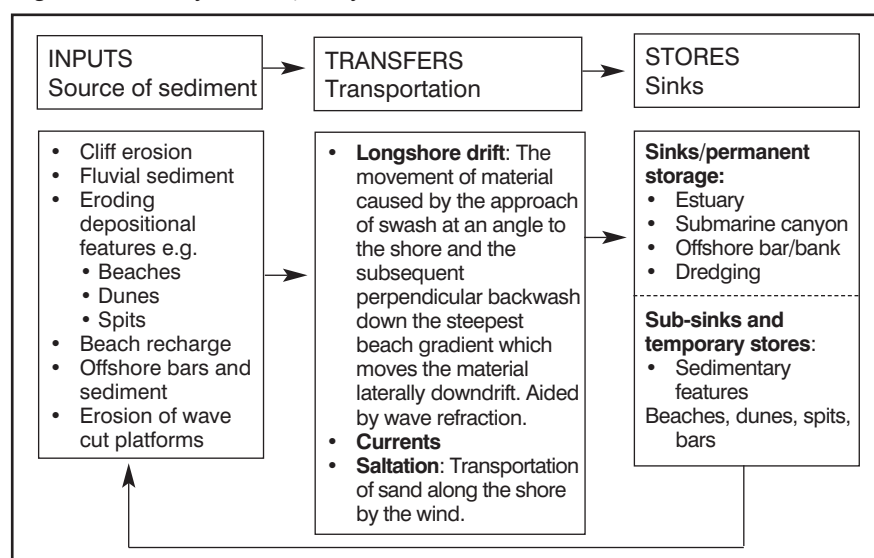 INPUTS
Source of sediment
TRANSFERS
Transportation
STORES
Sinks
• Cliff erosion
• Fluvial sediment
• Eroding
depositional
features e.g.
• Beaches
• Dunes
• Spits
• Beach recharge
• Offshore bars and
sediment
• Erosion of wave
cut platforms
• Longshore drift: The
movement of material
caused by the approach
of swash at an angle to
the shore and the
subsequent
perpendicular backwash
down the steepest
beach gradient which
moves the material
laterally downdrift. Aided
by wave refraction.
• Currents
• Saltation: Transportation
of sand along the shore
by the wind.
Sinks/permanent
storage:
• Estuary
• Submarine canyon
• Offshore bar/bank
• Dredging
Sub-sinks and
temporary stores:
• Sedimentary
features
Beaches, dunes, spits,
bars